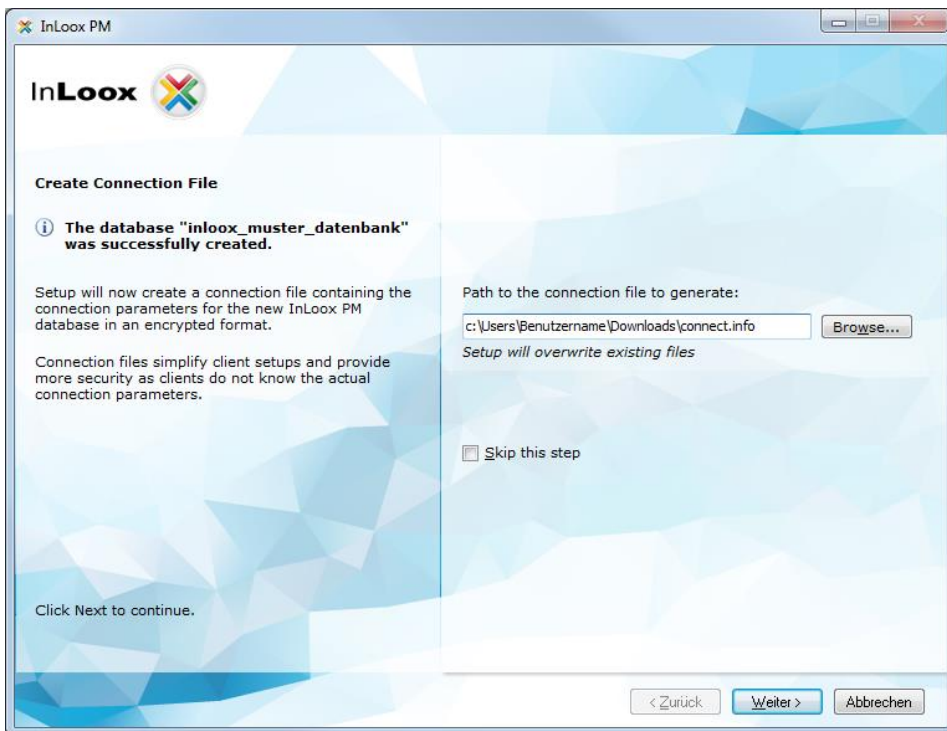 InLoox PM
InLoox
Create Connection File
The database "inloox_muster_datenbank"
was successfully created.
Setup will now create a connection file containing the
connection parameters for the new InLoox PM
database in an encrypted format.
Connection files simplify client setups and provide
more security as clients do not know the actual
connection parameters.
Click Next to continue.
Path to the connection file to generate:
c:\Users\Benutzername\Downloads\connect.info
Browse...
Setup will overwrite existing files
Skip this step
< Zurück
Weiter >
Abbrechen